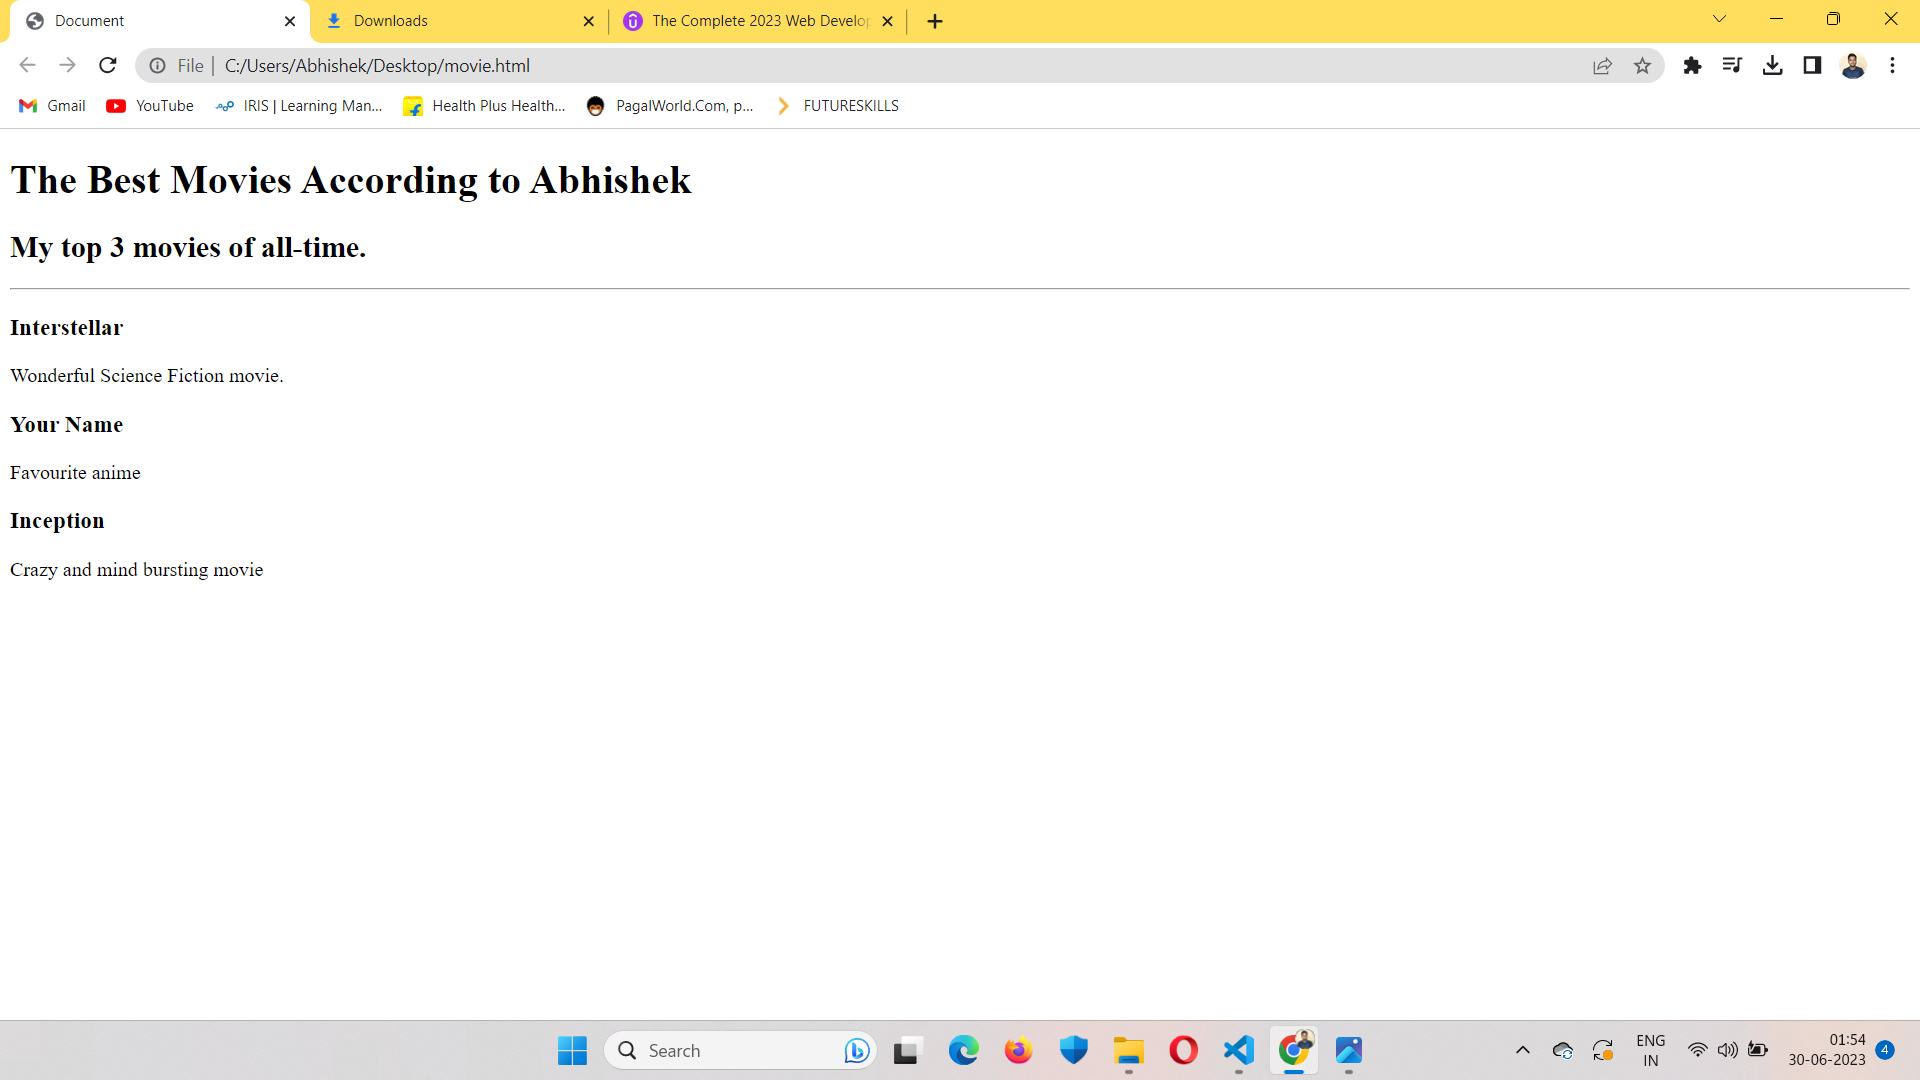 Document
Downloads
The Complete 2023 Web Develop
File
C:/Users/Abhishek/Desktop/movie.html
Gmail
YouTube
IRIS | Learning Man...
Health Plus Health...
PagalWorld.Com, p...
FUTURESKILLS
The Best Movies According to Abhishek
My top 3 movies of all-time.
Interstellar
Wonderful Science Fiction movie.
Your Name
Favourite anime
Inception
Crazy and mind bursting movie
Search
ENG
IN
01:54
30-06-2023
4